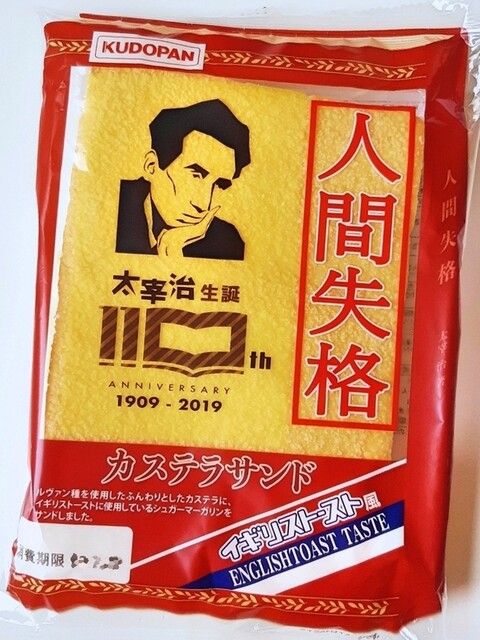 KUDOPAN
人間失格
人間失格
太宰治生誕
110th
ANNIVERSARY
1909 - 2019
カステラサンド
ルヴァン種を使用したふんわりとしたカステラに、
イギリストーストに使用しているシュガーマーガリンを
サンドしました。
イギリストースト風
ENGLISHTOAST TASTE
消費期限